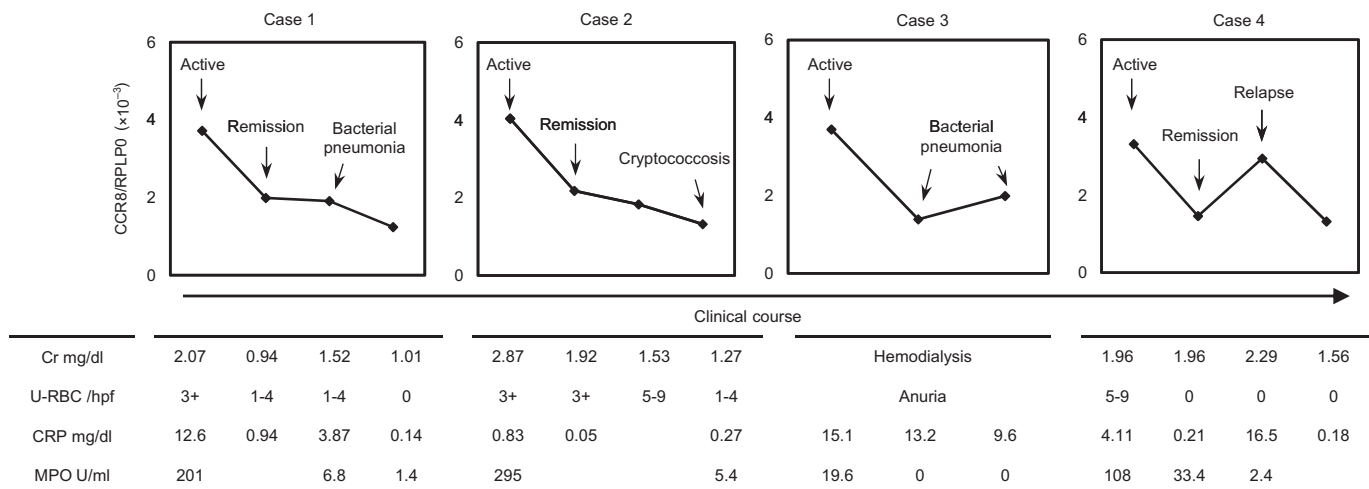 Case 1
Case 2
Case 3
Case 4
CCR8/RPLP0 (×10⁻³)
6
4
2
0
Active
Remission
Bacterial
pneumonia
6
4
2
0
Active
Remission
Cryptococcosis
6
4
2
0
Active
Bacterial
pneumonia
6
4
2
0
Active
Remission
Relapse
Clinical course
Cr mg/dl 2.07 0.94 1.52 1.01 2.87 1.92 1.53 1.27 Hemodialysis 1.96 1.96 2.29 1.56
U-RBC /hpf 3+ 1-4 1-4 0 3+ 3+ 5-9 1-4 Anuria 5-9 0 0 0
CRP mg/dl 12.6 0.94 3.87 0.14 0.83 0.05 0.27 15.1 13.2 9.6 4.11 0.21 16.5 0.18
MPO U/ml 201 6.8 1.4 295 5.4 19.6 0 0 108 33.4 2.4